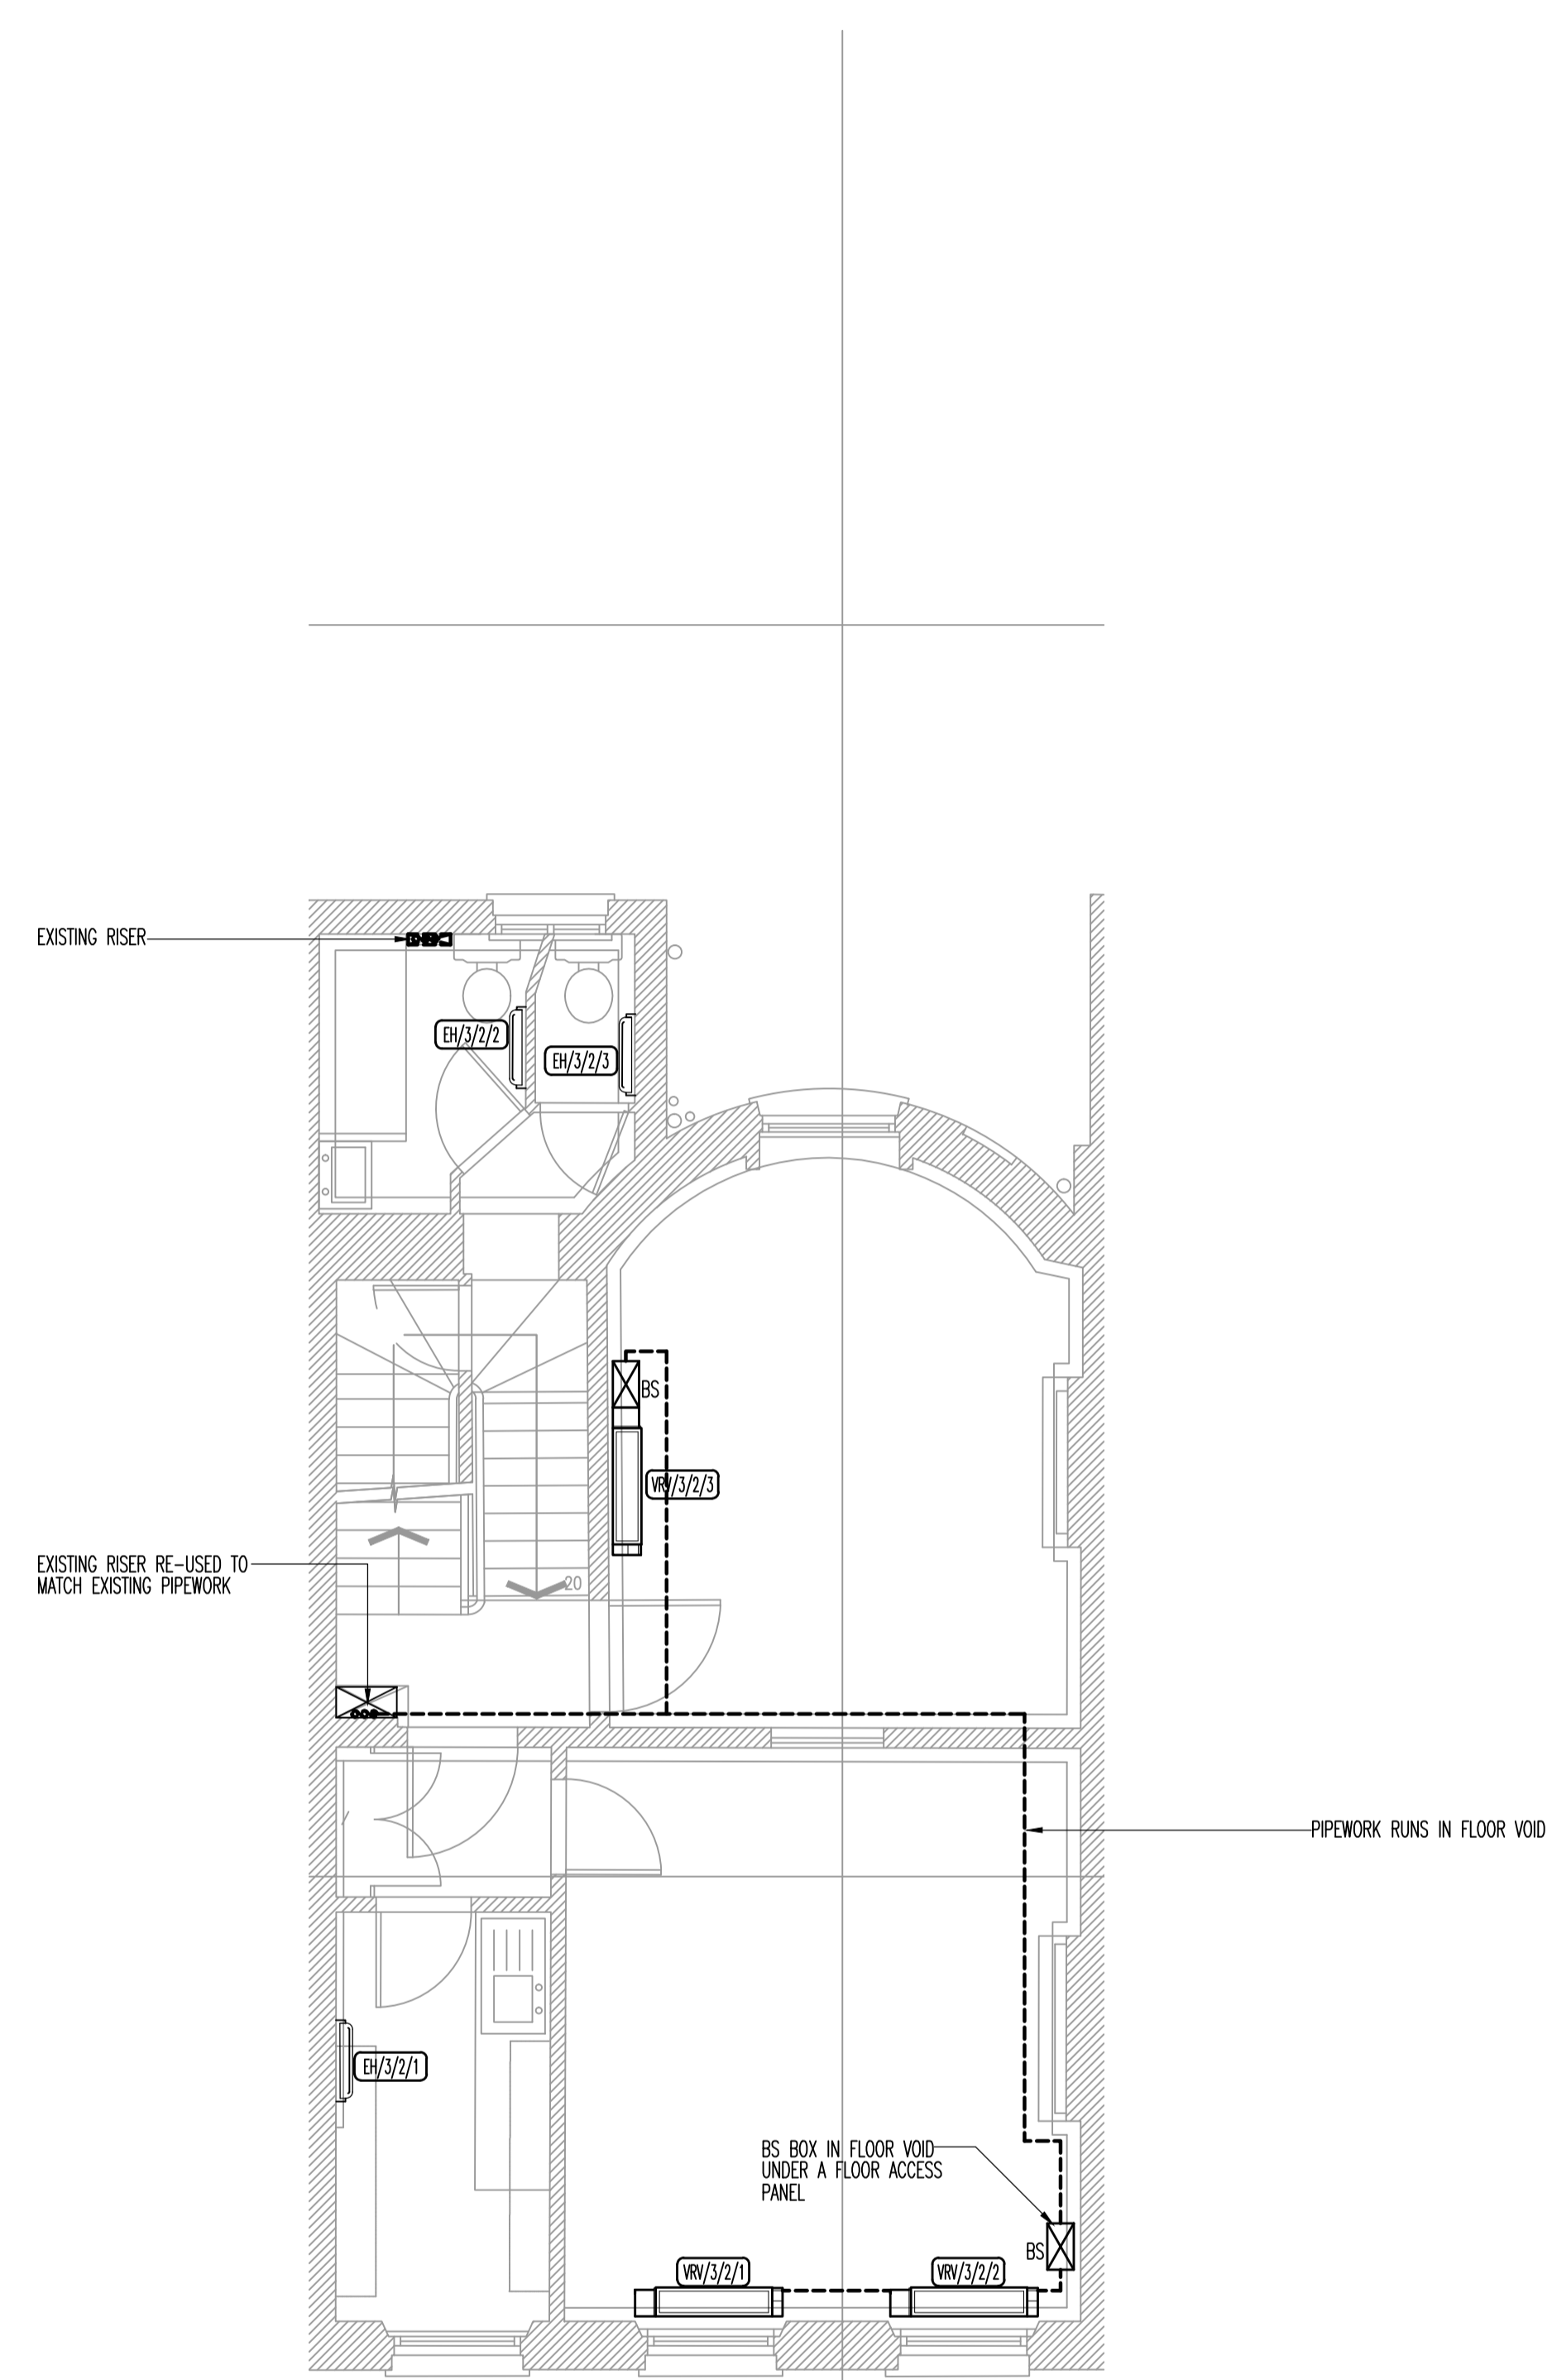 EXISTING RISER
EH/3/2/2
EH/3/2/3
BS
VRV/3/2/3
EXISTING RISER RE-USED TO
MATCH EXISTING PIPEWORK
20
PIPEWORK RUNS IN FLOOR VOID
EH/3/2/1
BS BOX IN FLOOR VOID
UNDER A FLOOR ACCESS
PANEL
BS
VRV/3/2/1
VRV/3/2/2